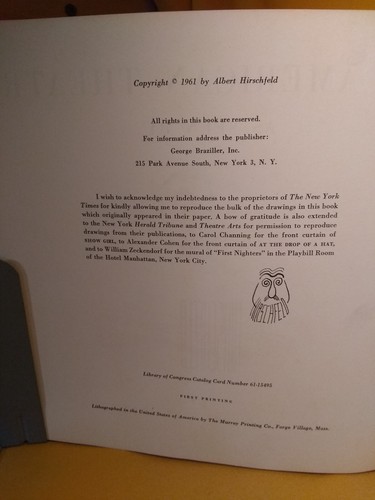 Copyright © 1961 by Albert Hirschfeld
All rights in this book are reserved.
For information address the publisher:
George Braziller, Inc.
215 Park Avenue South, New York 3, N. Y.
I wish to acknowledge my indebtedness to the proprietors of The New York
Times for kindly allowing me to reproduce the bulk of the drawings in this book
which originally appeared in their paper. A bow of gratitude is also extended
to the New York Herald Tribune and Theatre Arts for permission to reproduce
drawings from their publications, to Carol Channing for the front curtain of
SHOW GIRL, to Alexander Cohen for the front curtain of AT THE DROP OF A HAT,
and to William Zeckendorf for the mural of "First Nighters" in the Playbill Room
of the Hotel Manhattan, New York City.
HIRSCHFELD
Library of Congress Catalog Card Number 61-15495
FIRST PRINTING
Lithographed in the United States of America by The Murray Printing Co., Forge Village, Mass.